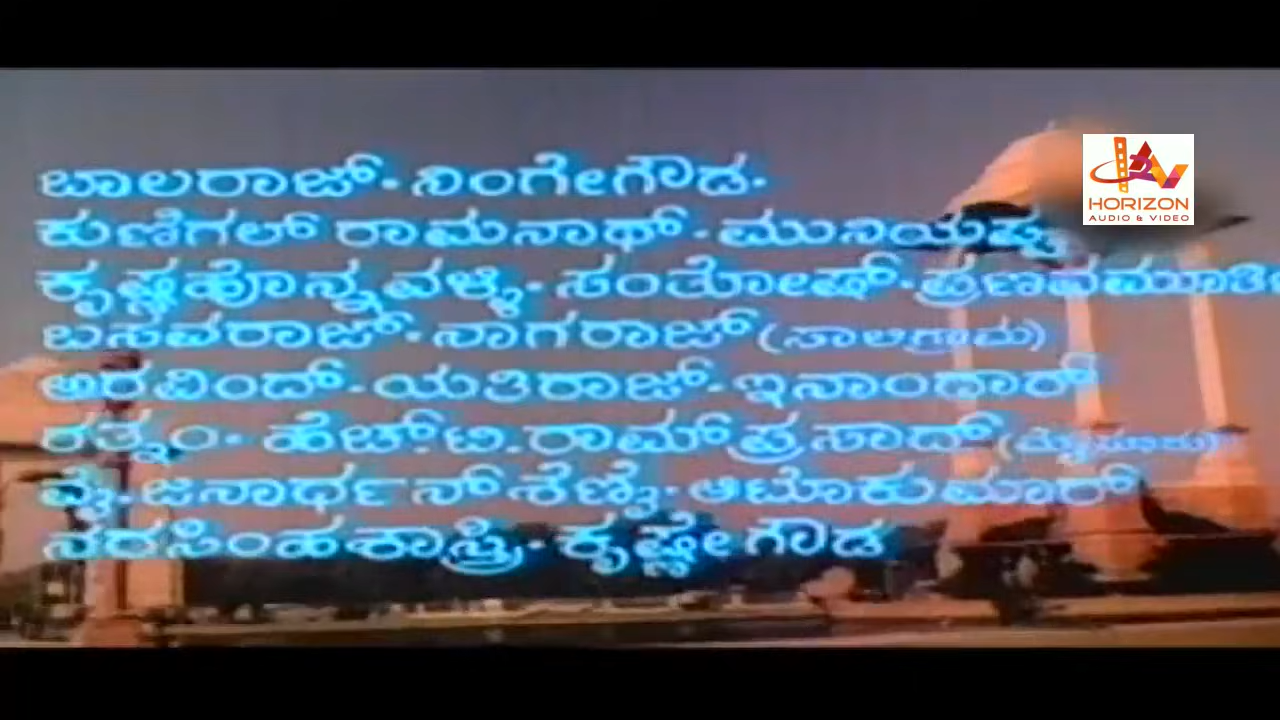 ಬಾಲರಾಜ್- ನಿಂಗೇಗೌಡ-
ಕುಣಿಗಲ್ ರಾಮನಾಥ್- ಮುನಿಯಪ್ಪ
ಕೃಷ್ಣಹೊನ್ನವಳ್ಳಿ- ಸಂತೋಷ್- ಪ್ರಣವಮೂರ್ತಿ
ಬಸವರಾಜ್- ನಾಗರಾಜ್ (ಸಾಲಿಗ್ರಾಮ)
ಅರವಿಂದ್- ಯತಿರಾಜ್- ಇನಾಂದಾರ್
ರತ್ನಂ- ಹೆಚ್.ಟಿ.ರಾಮ್ ಪ್ರಸಾದ್ (ಮೈಸೂರು)
ವೈ.ಜನಾರ್ಧನ್ ಶೆಣೈ- ಆಟೊಕುಮಾರ್
ನರಸಿಂಹಶಾಸ್ತ್ರಿ- ಕೃಷ್ಣೇಗೌಡ
HORIZON
AUDIO & VIDEO